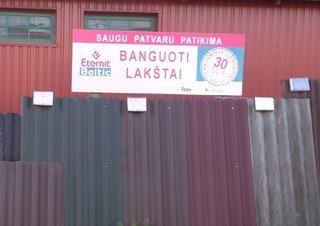 SAUGU PATVARU PATIKIMA
Eternit
Baltic
BANGUOTI
LAKŠTAI
30